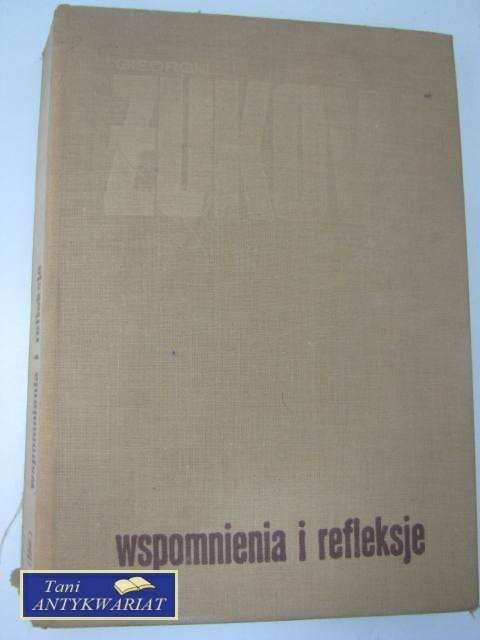 GIEORGIJ
ŻUKOW
wspomnienia i refleksje
wspomnienia i refleksje
Tani
ANTYKWARIAT